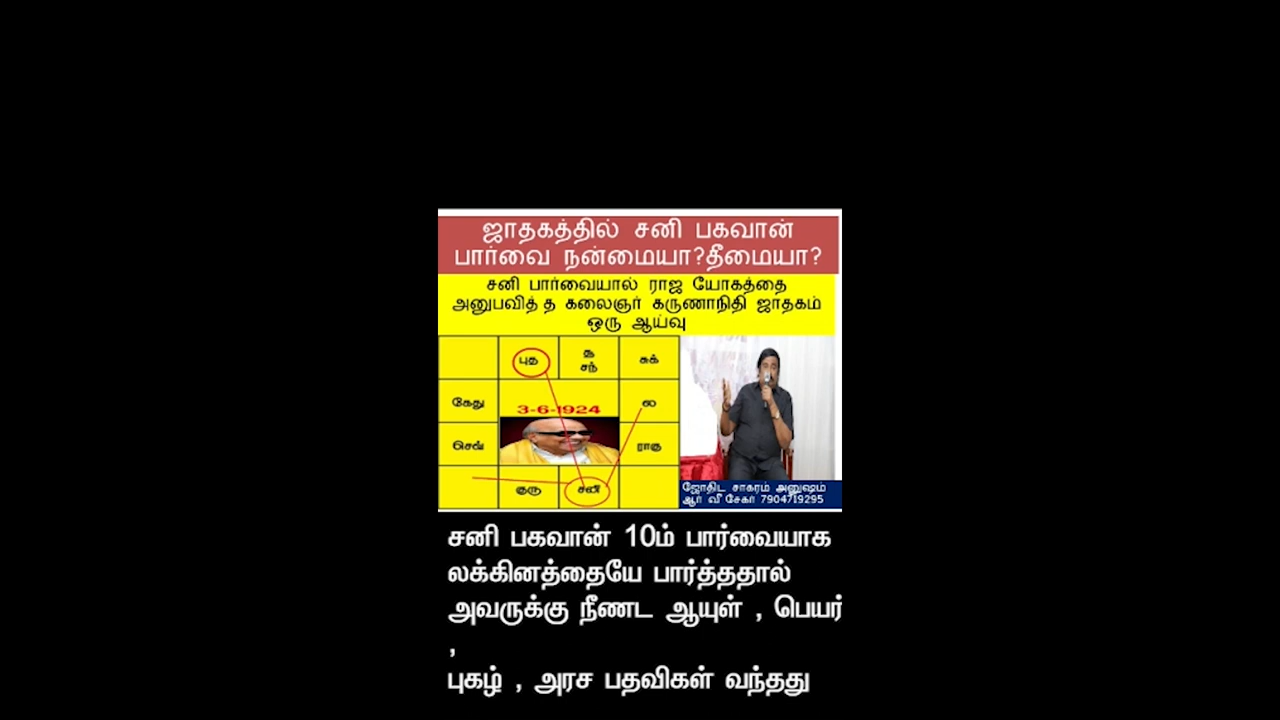 ஜாதகத்தில் சனி பகவான்
பார்வை நன்மையா?தீமையா?
சனி பார்வையால் ராஜ யோகத்தை
அனுபவித் த கலைஞர் கருணாநிதி ஜாதகம்
ஒரு ஆய்வு
புத
சூ
சந்
சுக்
கேது
3-6-1924
ல
செவ்
ராகு
குரு
சனி
ஜோதிட சாகரம் அனுஷம்
ஆர் வீ சேகர் 7904719295
சனி பகவான் 10ம் பார்வையாக
லக்கினத்தையே பார்த்ததால்
அவருக்கு நீணட ஆயுள் , பெயர்
,
புகழ் , அரச பதவிகள் வந்தது